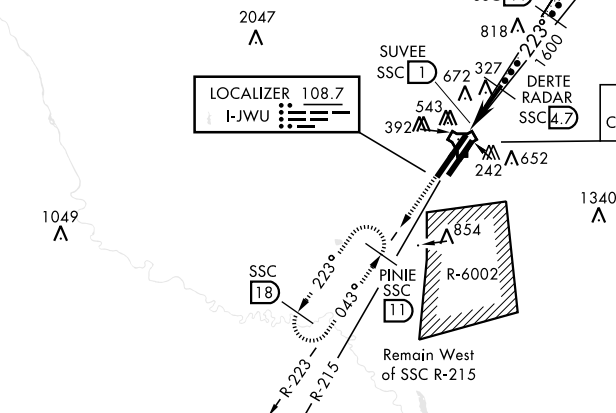 2047
818
223°
1600
SUVEE
SSC 1
672
327
DERTE
RADAR
SSC 4.7
LOCALIZER 108.7
I-JWU
543
392
242
652
C
1340
1049
854
R-6002
SSC
18
223°
043°
PINIE
SSC
11
Remain West
of SSC R-215
R-223
R-215